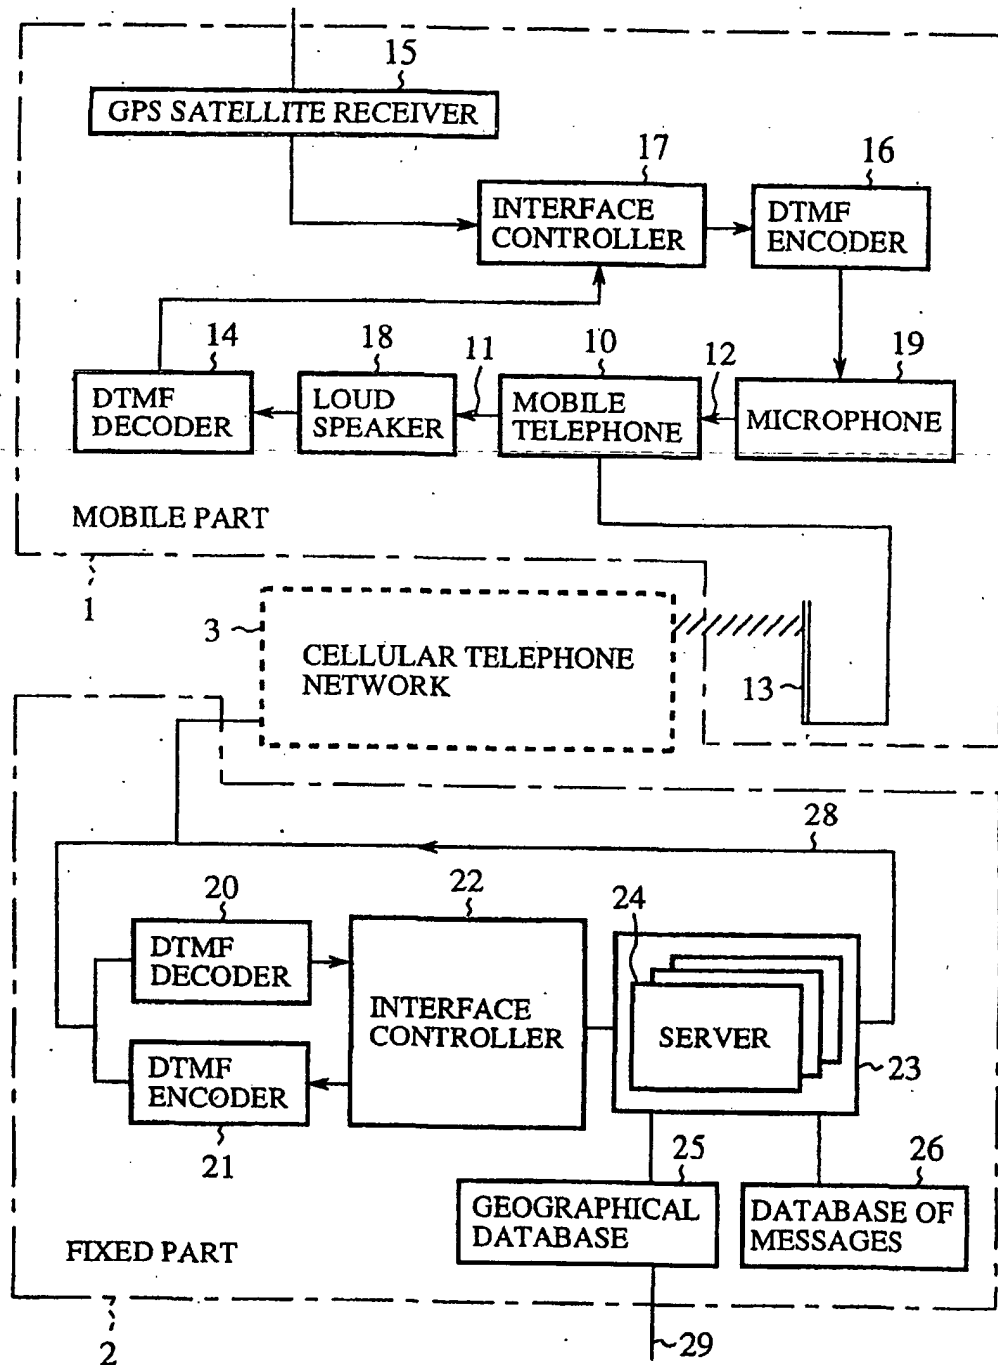 15
GPS SATELLITE RECEIVER
17
16
INTERFACE
CONTROLLER
DTMF
ENCODER
14
18
11
10
12
19
DTMF
DECODER
LOUD
SPEAKER
MOBILE
TELEPHONE
MICROPHONE
MOBILE PART
1
3
CELLULAR TELEPHONE
NETWORK
13
28
20
22
24
DTMF
DECODER
INTERFACE
CONTROLLER
SERVER
DTMF
ENCODER
23
21
25
26
GEOGRAPHICAL
DATABASE
DATABASE OF
MESSAGES
FIXED PART
2
29